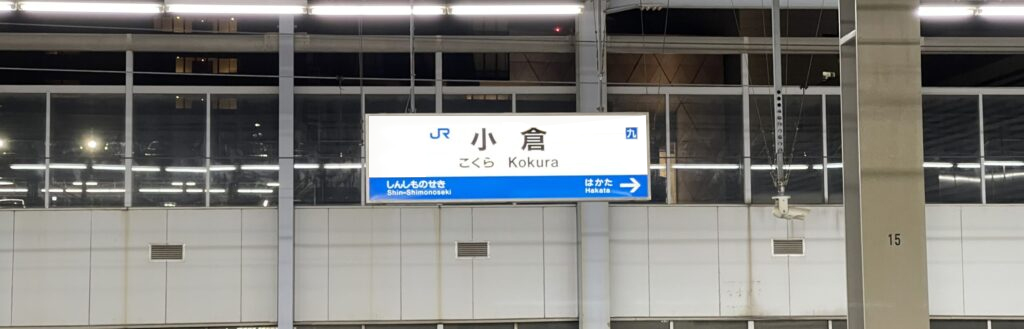 JR 小倉 九
こくら Kokura
しんしものせき はかた →
Shin-Shimonoseki Hakata
15